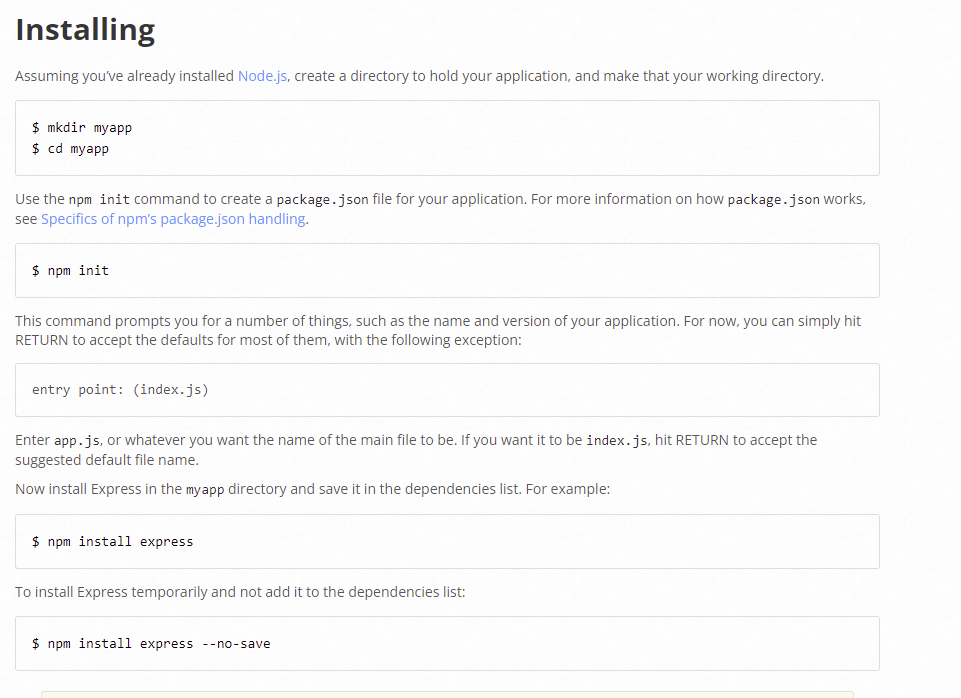 Installing
Assuming you’ve already installed Node.js, create a directory to hold your application, and make that your working directory.
$ mkdir myapp
$ cd myapp
Use the npm init command to create a package.json file for your application. For more information on how package.json works,
see Specifics of npm’s package.json handling.
$ npm init
This command prompts you for a number of things, such as the name and version of your application. For now, you can simply hit
RETURN to accept the defaults for most of them, with the following exception:
entry point: (index.js)
Enter app.js, or whatever you want the name of the main file to be. If you want it to be index.js, hit RETURN to accept the
suggested default file name.
Now install Express in the myapp directory and save it in the dependencies list. For example:
$ npm install express
To install Express temporarily and not add it to the dependencies list:
$ npm install express --no-save